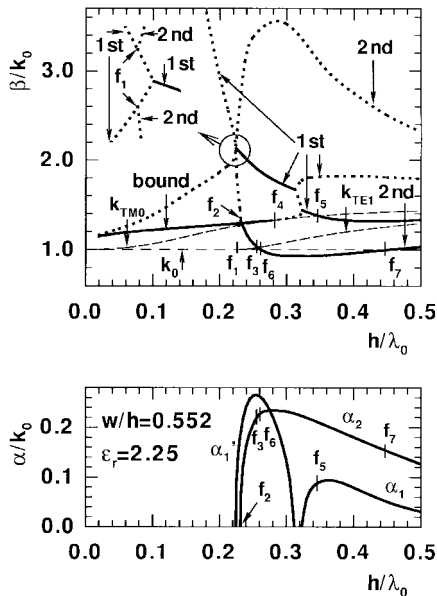 β/k₀
3.0
2.0
1.0
1st
2nd
f₁
1st
2nd
2nd
1st
bound
k_TM0
f₂
f₄
f₅
k_TE1
2nd
k₀
f₁
f₃
f₆
f₇
0.0 0.1 0.2 0.3 0.4 0.5
h/λ₀
α/k₀
0.2
0.1
0.0
w/h=0.552
εᵣ=2.25
α₁'
f₃
f₆
f₂
α₂
f₇
f₅
α₁
0.0 0.1 0.2 0.3 0.4 0.5
h/λ₀